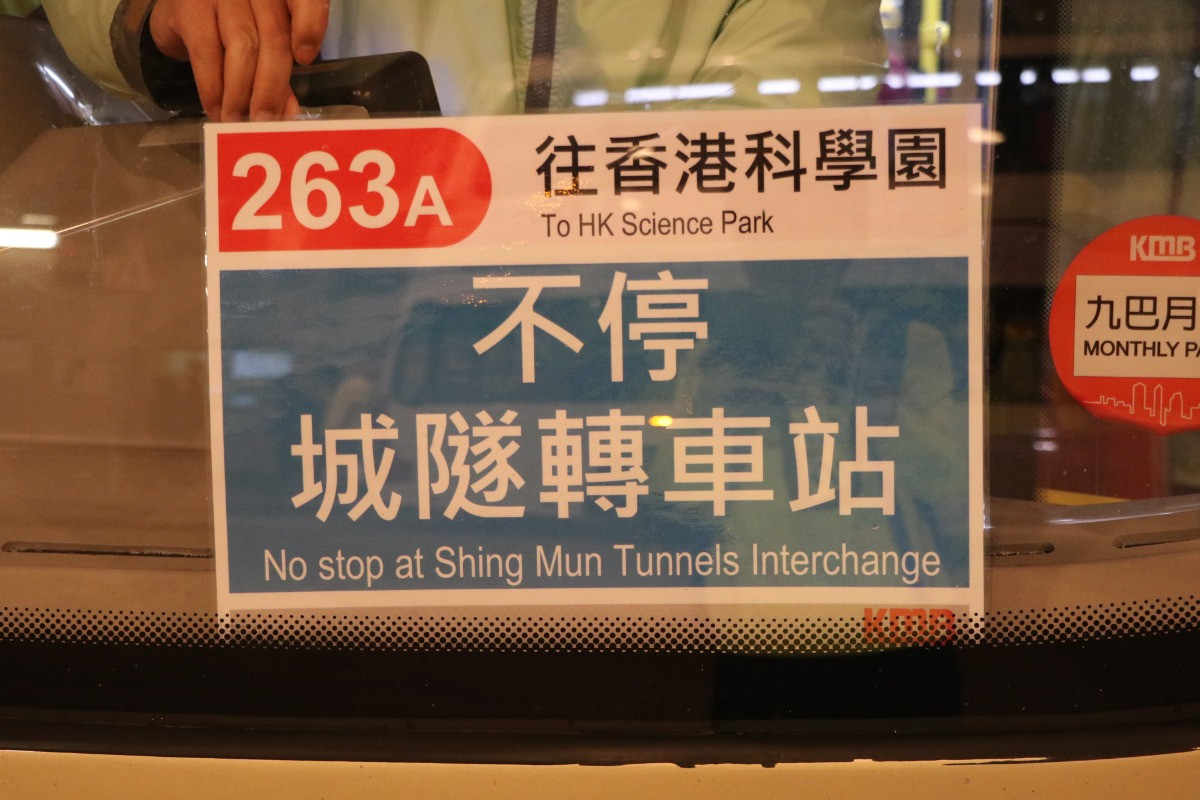 263A
往香港科學園
To HK Science Park
不停
城隧轉車站
No stop at Shing Mun Tunnels Interchange
KMB
KMB
九巴月
MONTHLY